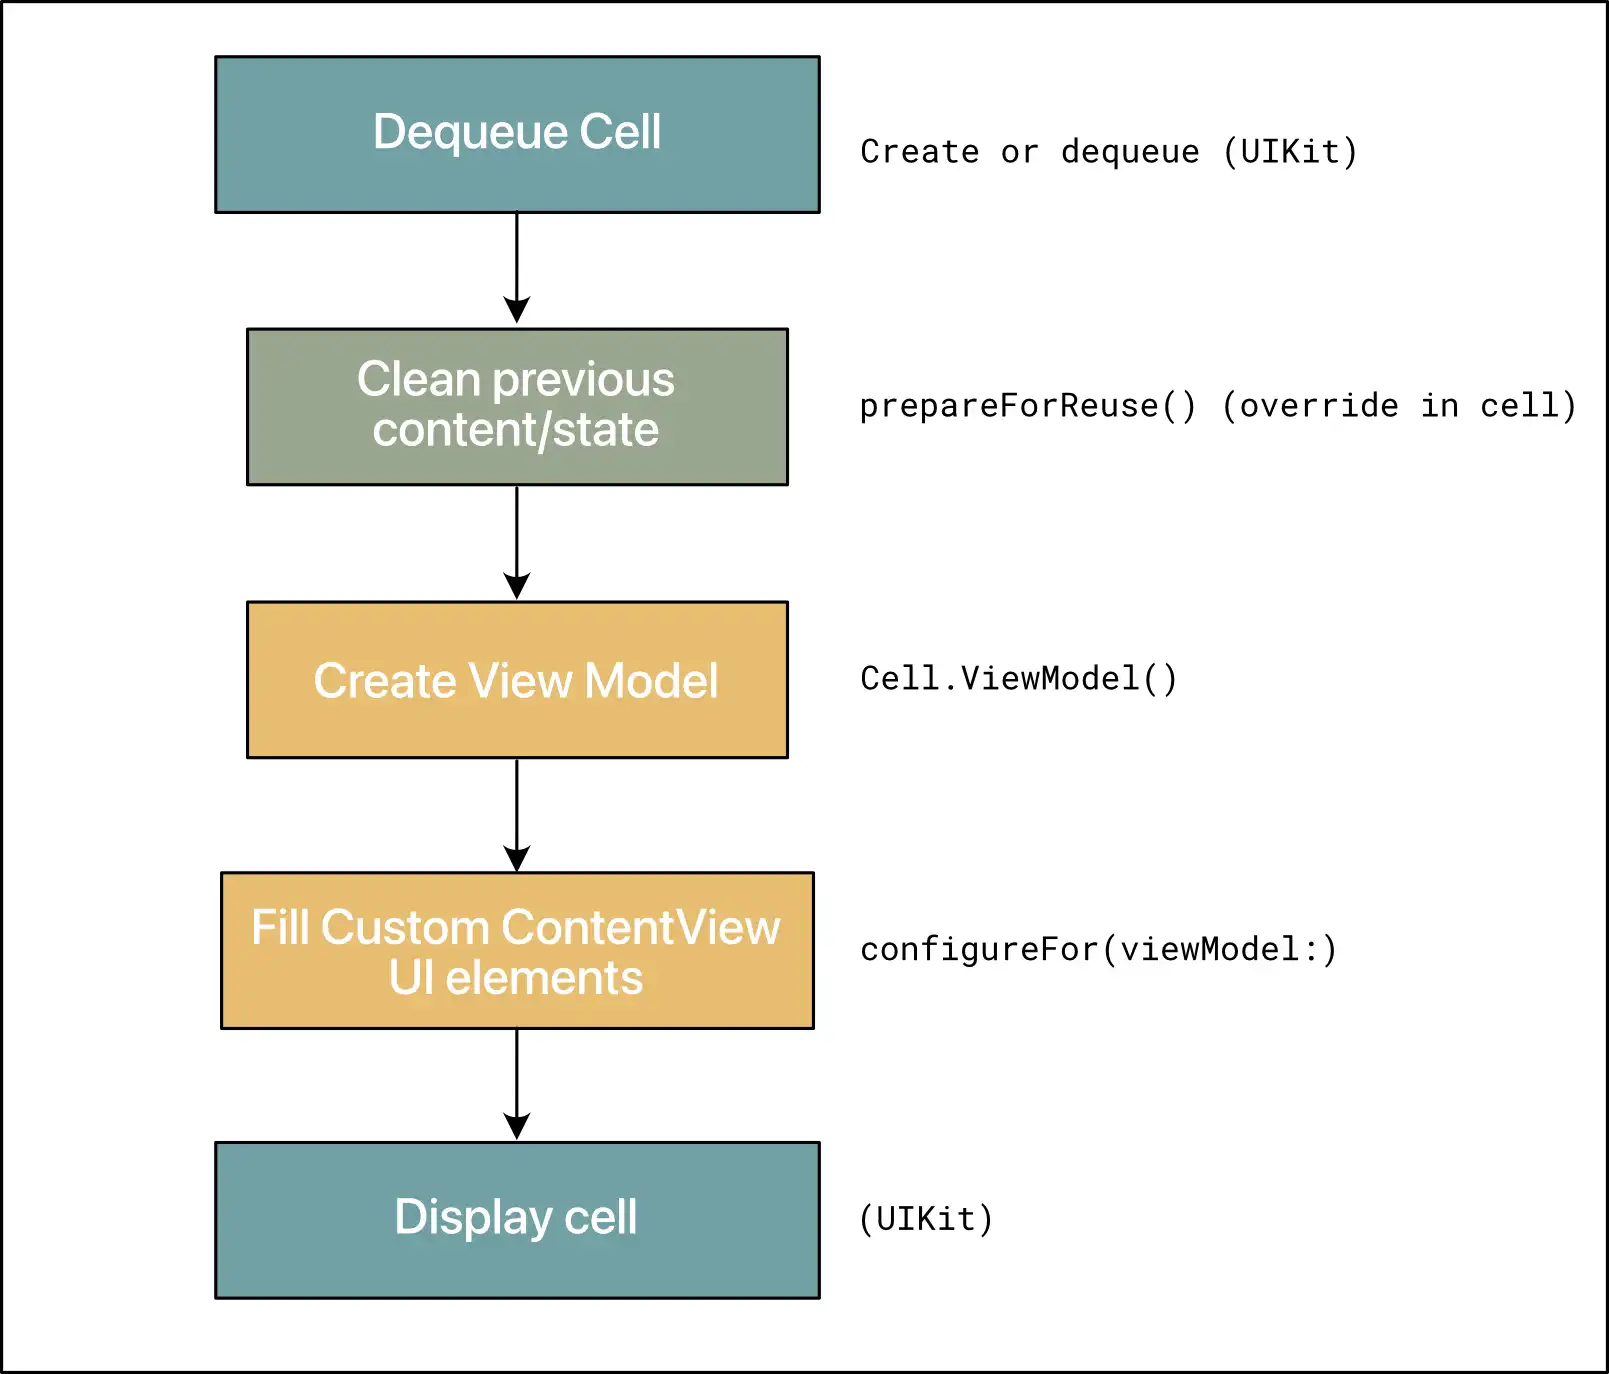 Dequeue Cell
Create or dequeue (UIKit)
Clean previous
content/state
prepareForReuse() (override in cell)
Create View Model
Cell.ViewModel()
Fill Custom ContentView
UI elements
configureFor(viewModel:)
Display cell
(UIKit)